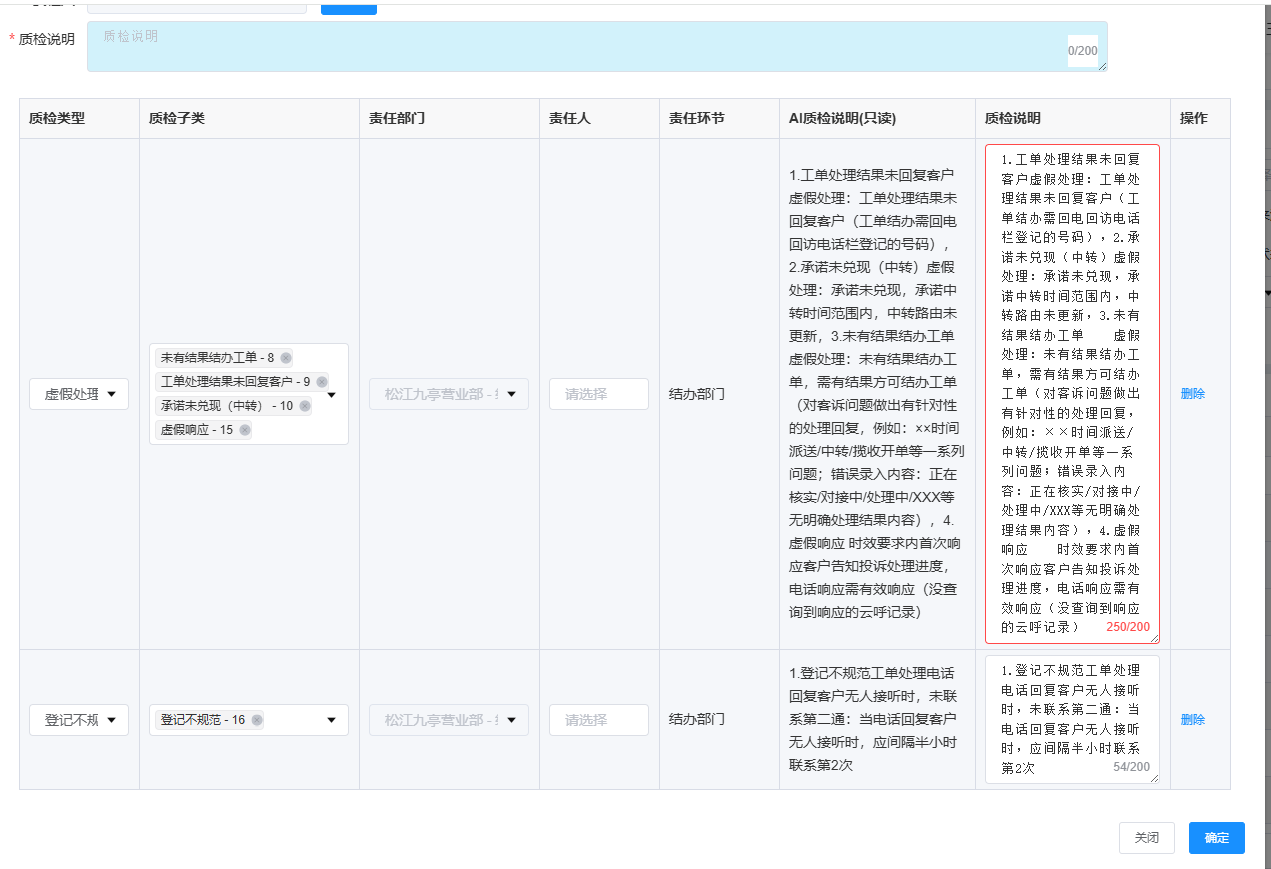 * 质检说明
质检说明
0/200
质检类型
质检子类
责任部门
责任人
责任环节
AI质检说明(只读)
质检说明
操作
虚假处理
未有结果结办工单 - 8
工单处理结果未回复客户 - 9
承诺未兑现（中转） - 10
虚假响应 - 15
松江九亭营业部 -
请选择
结办部门
1.工单处理结果未回复客户
虚假处理：工单处理结果未
回复客户（工单结办需回电
回访电话栏登记的号码），
2.承诺未兑现（中转）虚假
处理：承诺未兑现，承诺中
转时间范围内，中转路由未
更新，3.未有结果结办工单
虚假处理：未有结果结办工
单，需有结果方可结办工单
（对客诉问题做出有针对性
的处理回复，例如：××时间
派送/中转/揽收开单等一系列
问题；错误录入内容：正在
核实/对接中/处理中/XXX等
无明确处理结果内容），4.
虚假响应 时效要求内首次响
应客户告知投诉处理进度，
电话响应需有效响应（没查
询到响应的云呼记录）
1.工单处理结果未回复
客户虚假处理：工单处
理结果未回复客户（工
单结办需回电回访电话
栏登记的号码），2.承
诺未兑现（中转）虚假
处理：承诺未兑现，承
诺中转时间范围内，中
转路由未更新，3.未有
结果结办工单 虚假
处理：未有结果结办工
单，需有结果方可结办
工单（对客诉问题做出
有针对性的处理回复，
例如：××时间派送/
中转/揽收开单等一系
列问题；错误录入内
容：正在核实/对接中/
处理中/XXX等无明确处
理结果内容），4.虚假
响应 时效要求内首
次响应客户告知投诉处
理进度，电话响应需有
效响应（没查询到响应
的云呼记录）
250/200
删除
登记不规
登记不规范 - 16
松江九亭营业部 -
请选择
结办部门
1.登记不规范工单处理电话
回复客户无人接听时，未联
系第二通：当电话回复客户
无人接听时，应间隔半小时
联系第2次
1.登记不规范工单处理
电话回复客户无人接听
时，未联系第二通：当
电话回复客户无人接听
时，应间隔半小时联系
第2次
54/200
删除
关闭
确定